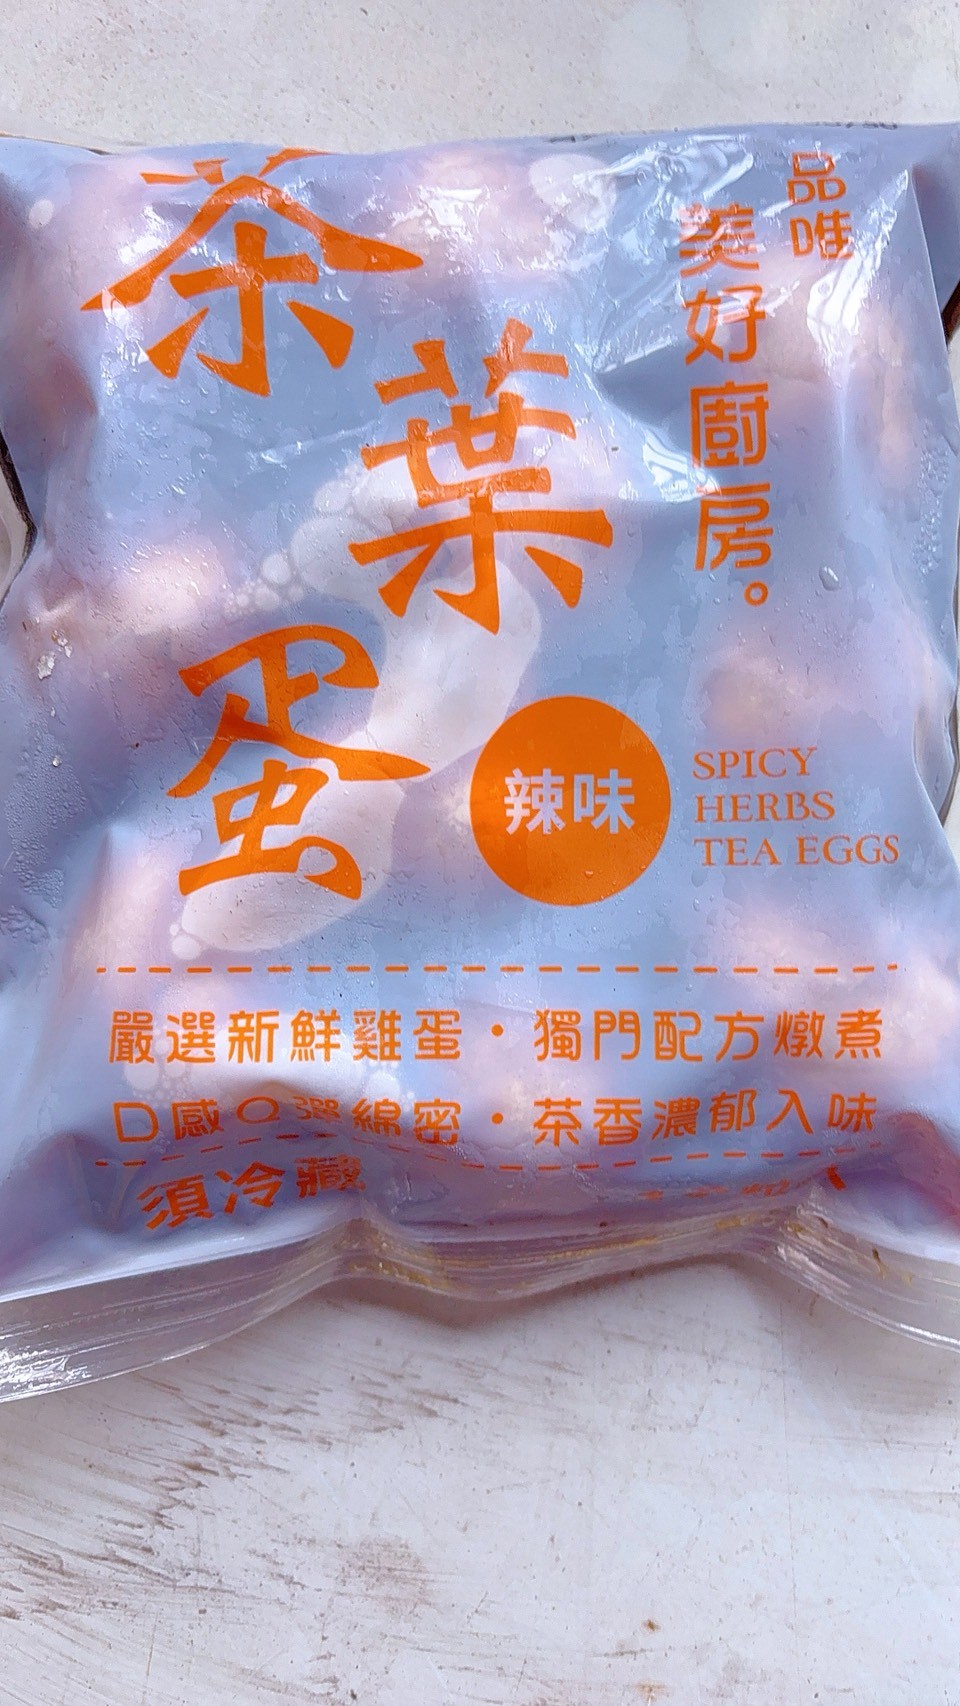 品唯
美好廚房。
茶葉蛋
辣味
SPICY
HERBS
TEA EGGS
嚴選新鮮雞蛋・獨門配方燉煮
口感Q彈綿密・茶香濃郁入味
須冷藏